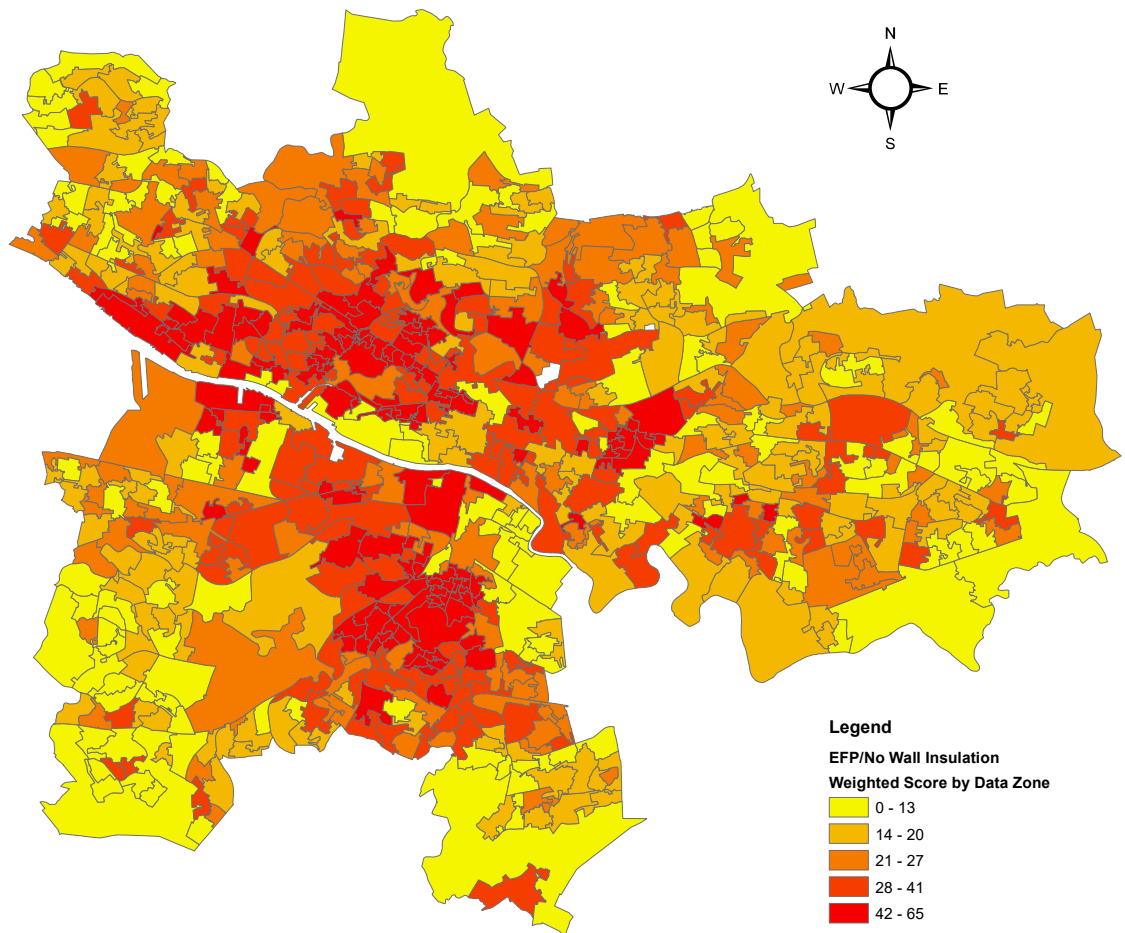 N
W E
S
Legend
EFP/No Wall Insulation
Weighted Score by Data Zone
0 - 13
14 - 20
21 - 27
28 - 41
42 - 65